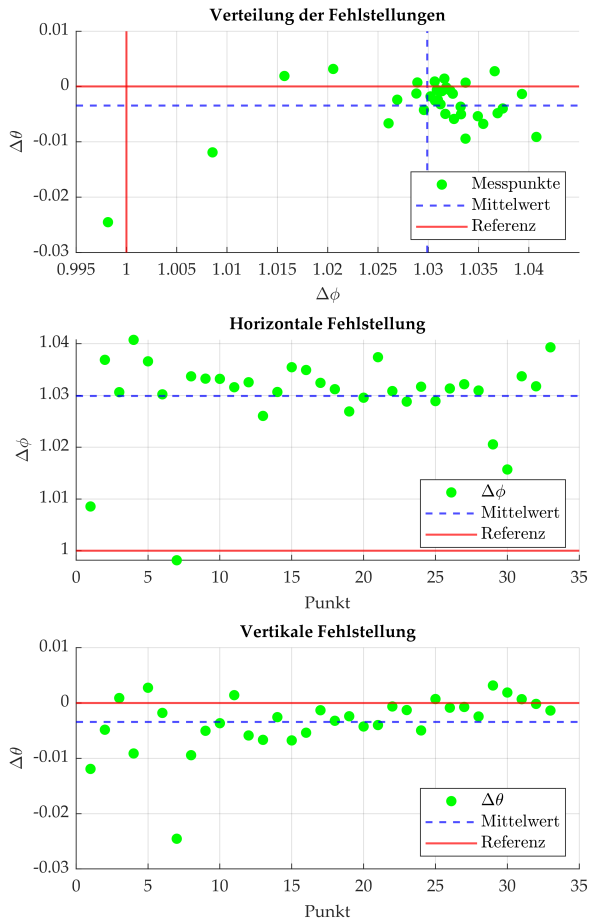 Verteilung der Fehlstellungen
0.01
0
-0.01
-0.02
-0.03
Δθ
Messpunkte
Mittelwert
Referenz
0.995 1 1.005 1.01 1.015 1.02 1.025 1.03 1.035 1.04
Δϕ
Horizontale Fehlstellung
1.04
1.03
1.02
1.01
1
Δϕ
Δϕ
Mittelwert
Referenz
0 5 10 15 20 25 30 35
Punkt
Vertikale Fehlstellung
0.01
0
-0.01
-0.02
-0.03
Δθ
Δθ
Mittelwert
Referenz
0 5 10 15 20 25 30 35
Punkt